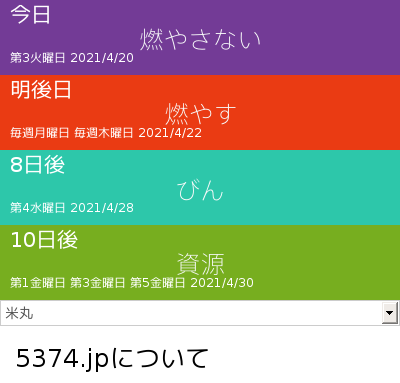 今日
燃やさない
第3火曜日 2021/4/20
明後日
燃やす
毎週月曜日 毎週木曜日 2021/4/22
8日後
びん
第4水曜日 2021/4/28
10日後
資源
第1金曜日 第3金曜日 第5金曜日 2021/4/30
米丸
5374.jpについて